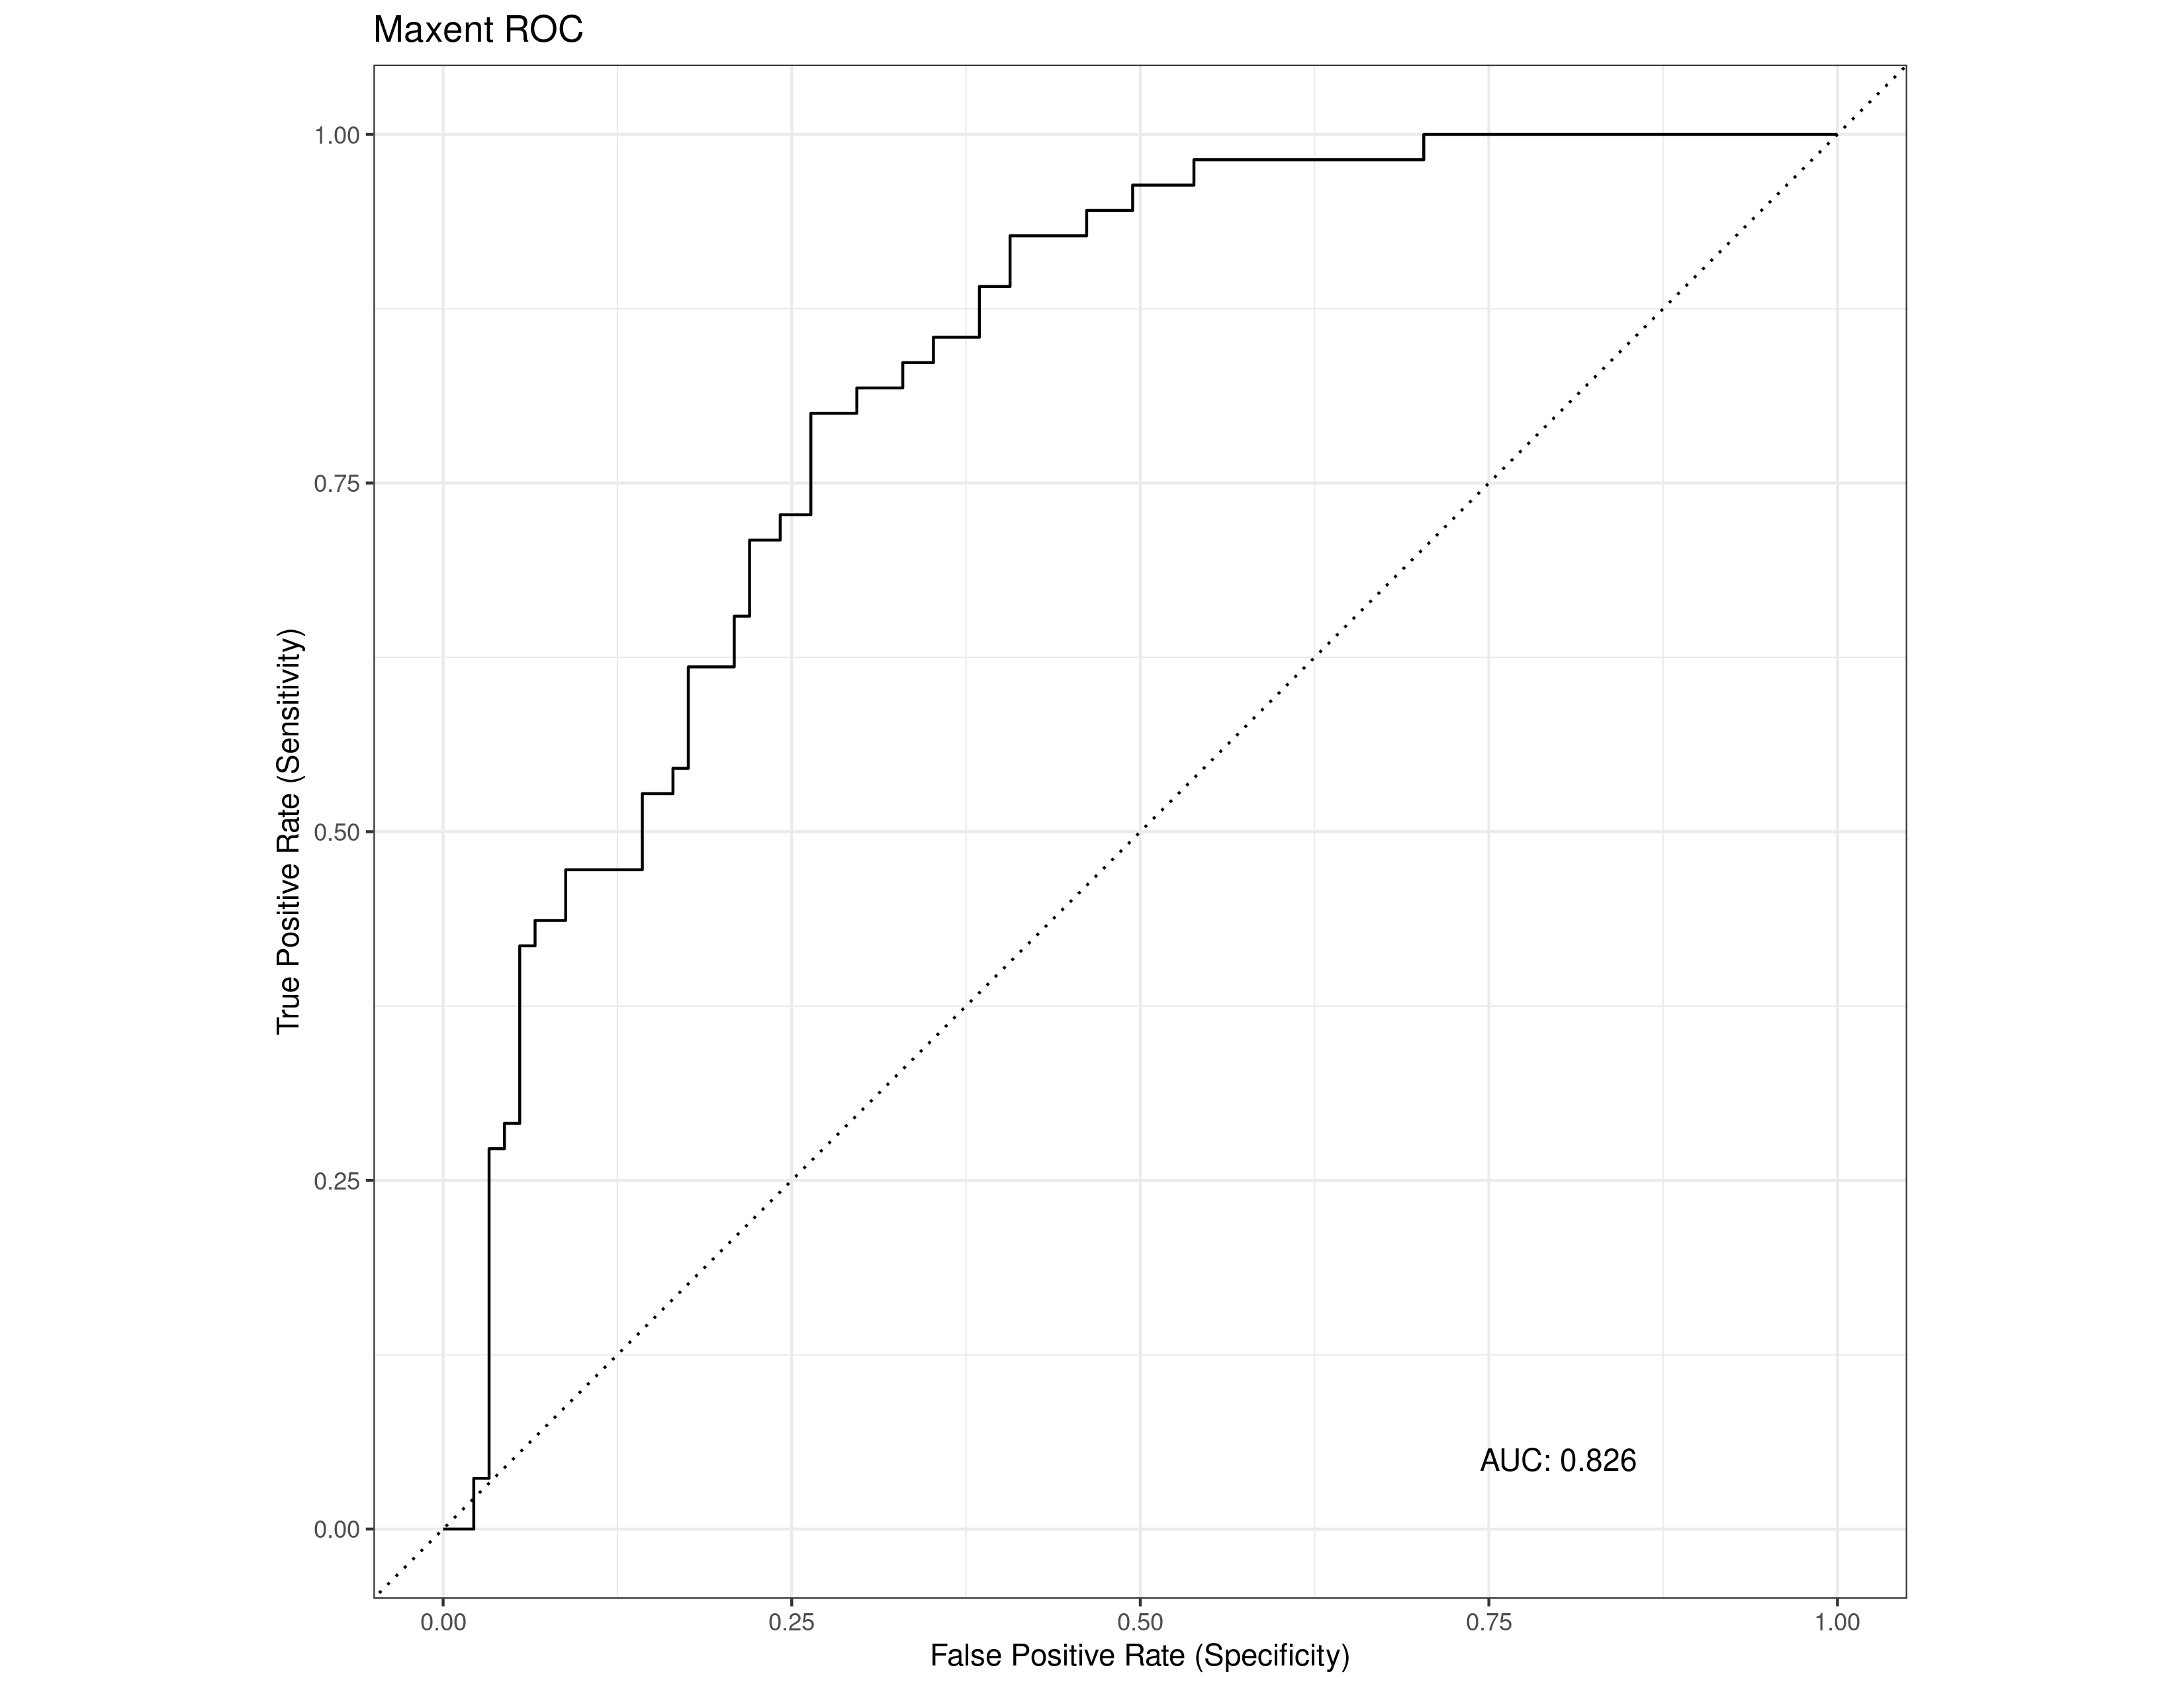 Maxent ROC
True Positive Rate (Sensitivity)
1.00
0.75
0.50
0.25
0.00
AUC: 0.826
0.00 0.25 0.50 0.75 1.00
False Positive Rate (Specificity)